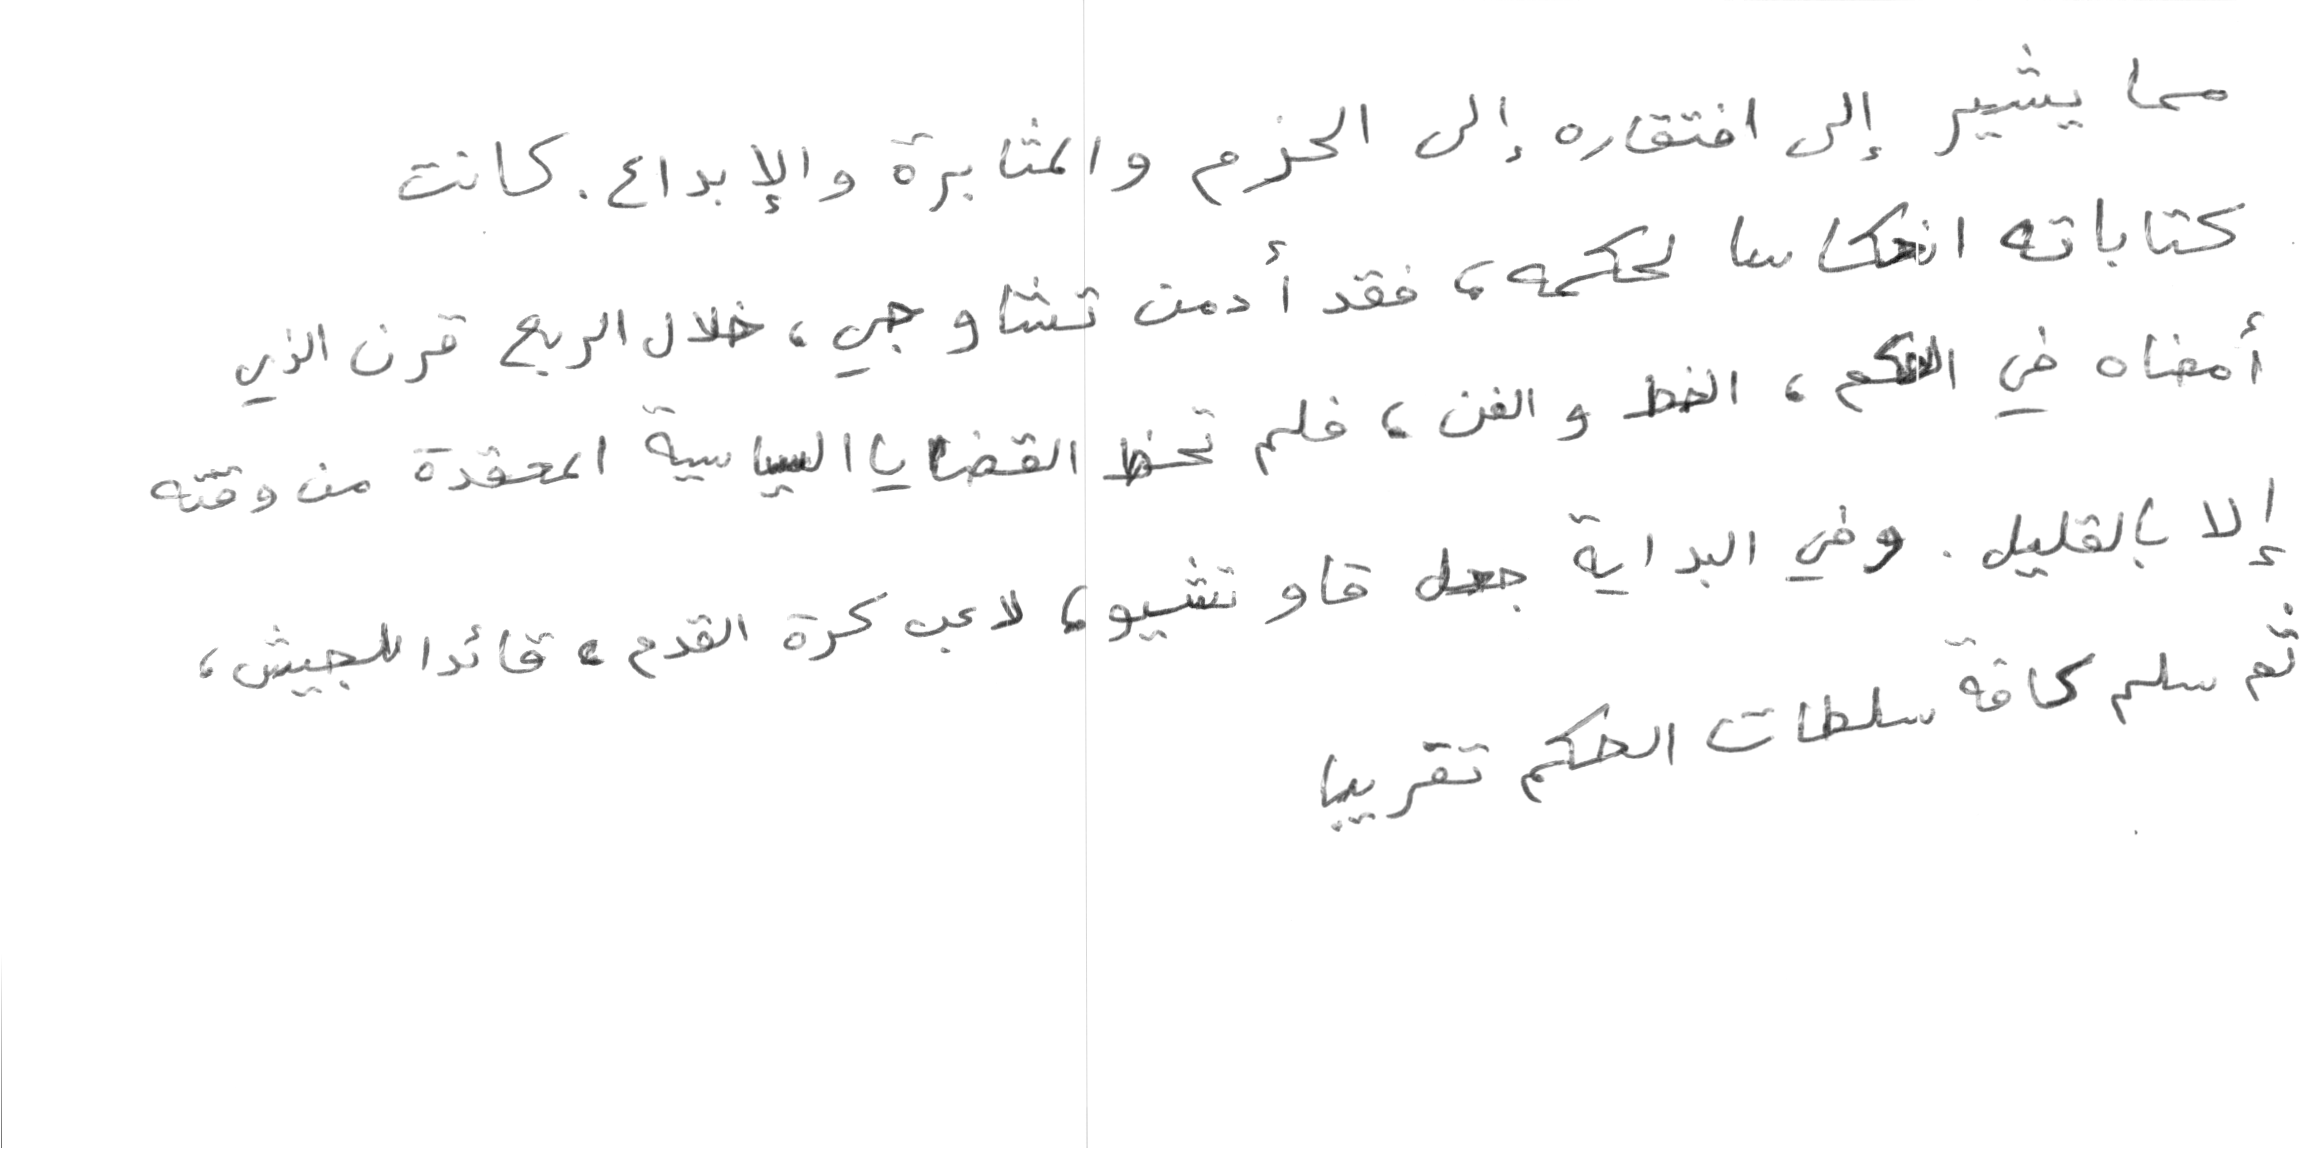 مما يشير إلى افتقاره إلى الحزم والمثابرة والإبداع. كانت
كتاباته انعكاسا لحكمه، فقد أدمن تشاو جي، خلال الربع قرن الذي
أمضاه في الحكم، الخط والفن، فلم تحظ القضايا السياسية المعقدة من وقته
إلا بالقليل. وفي البداية جعل قاو تشيو، لاعب كرة القدم، قائدا للجيش،
ثم سلم كافة سلطات الحكم تقريبا